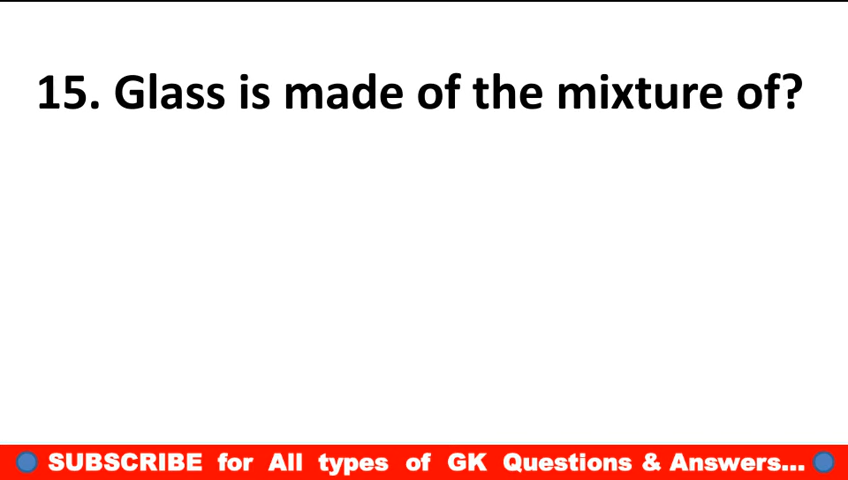 15. Glass is made of the mixture of?
SUBSCRIBE for All types of GK Questions & Answers...